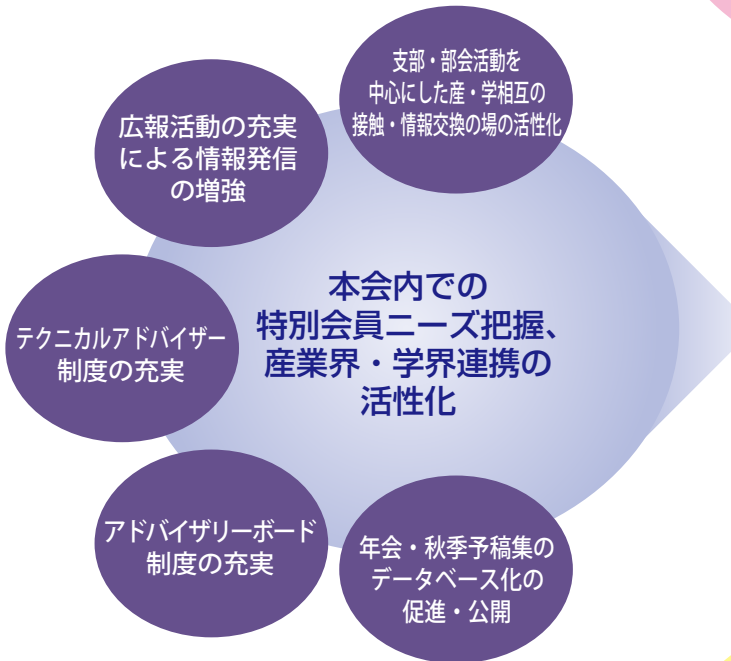 支部・部会活動を
中心にした産・学相互の
接触・情報交換の場の活性化
広報活動の充実
による情報発信
の増強
テクニカルアドバイザー
制度の充実
本会内での
特別会員ニーズ把握、
産業界・学界連携の
活性化
アドバイザリーボード
制度の充実
年会・秋季予稿集の
データベース化の
促進・公開